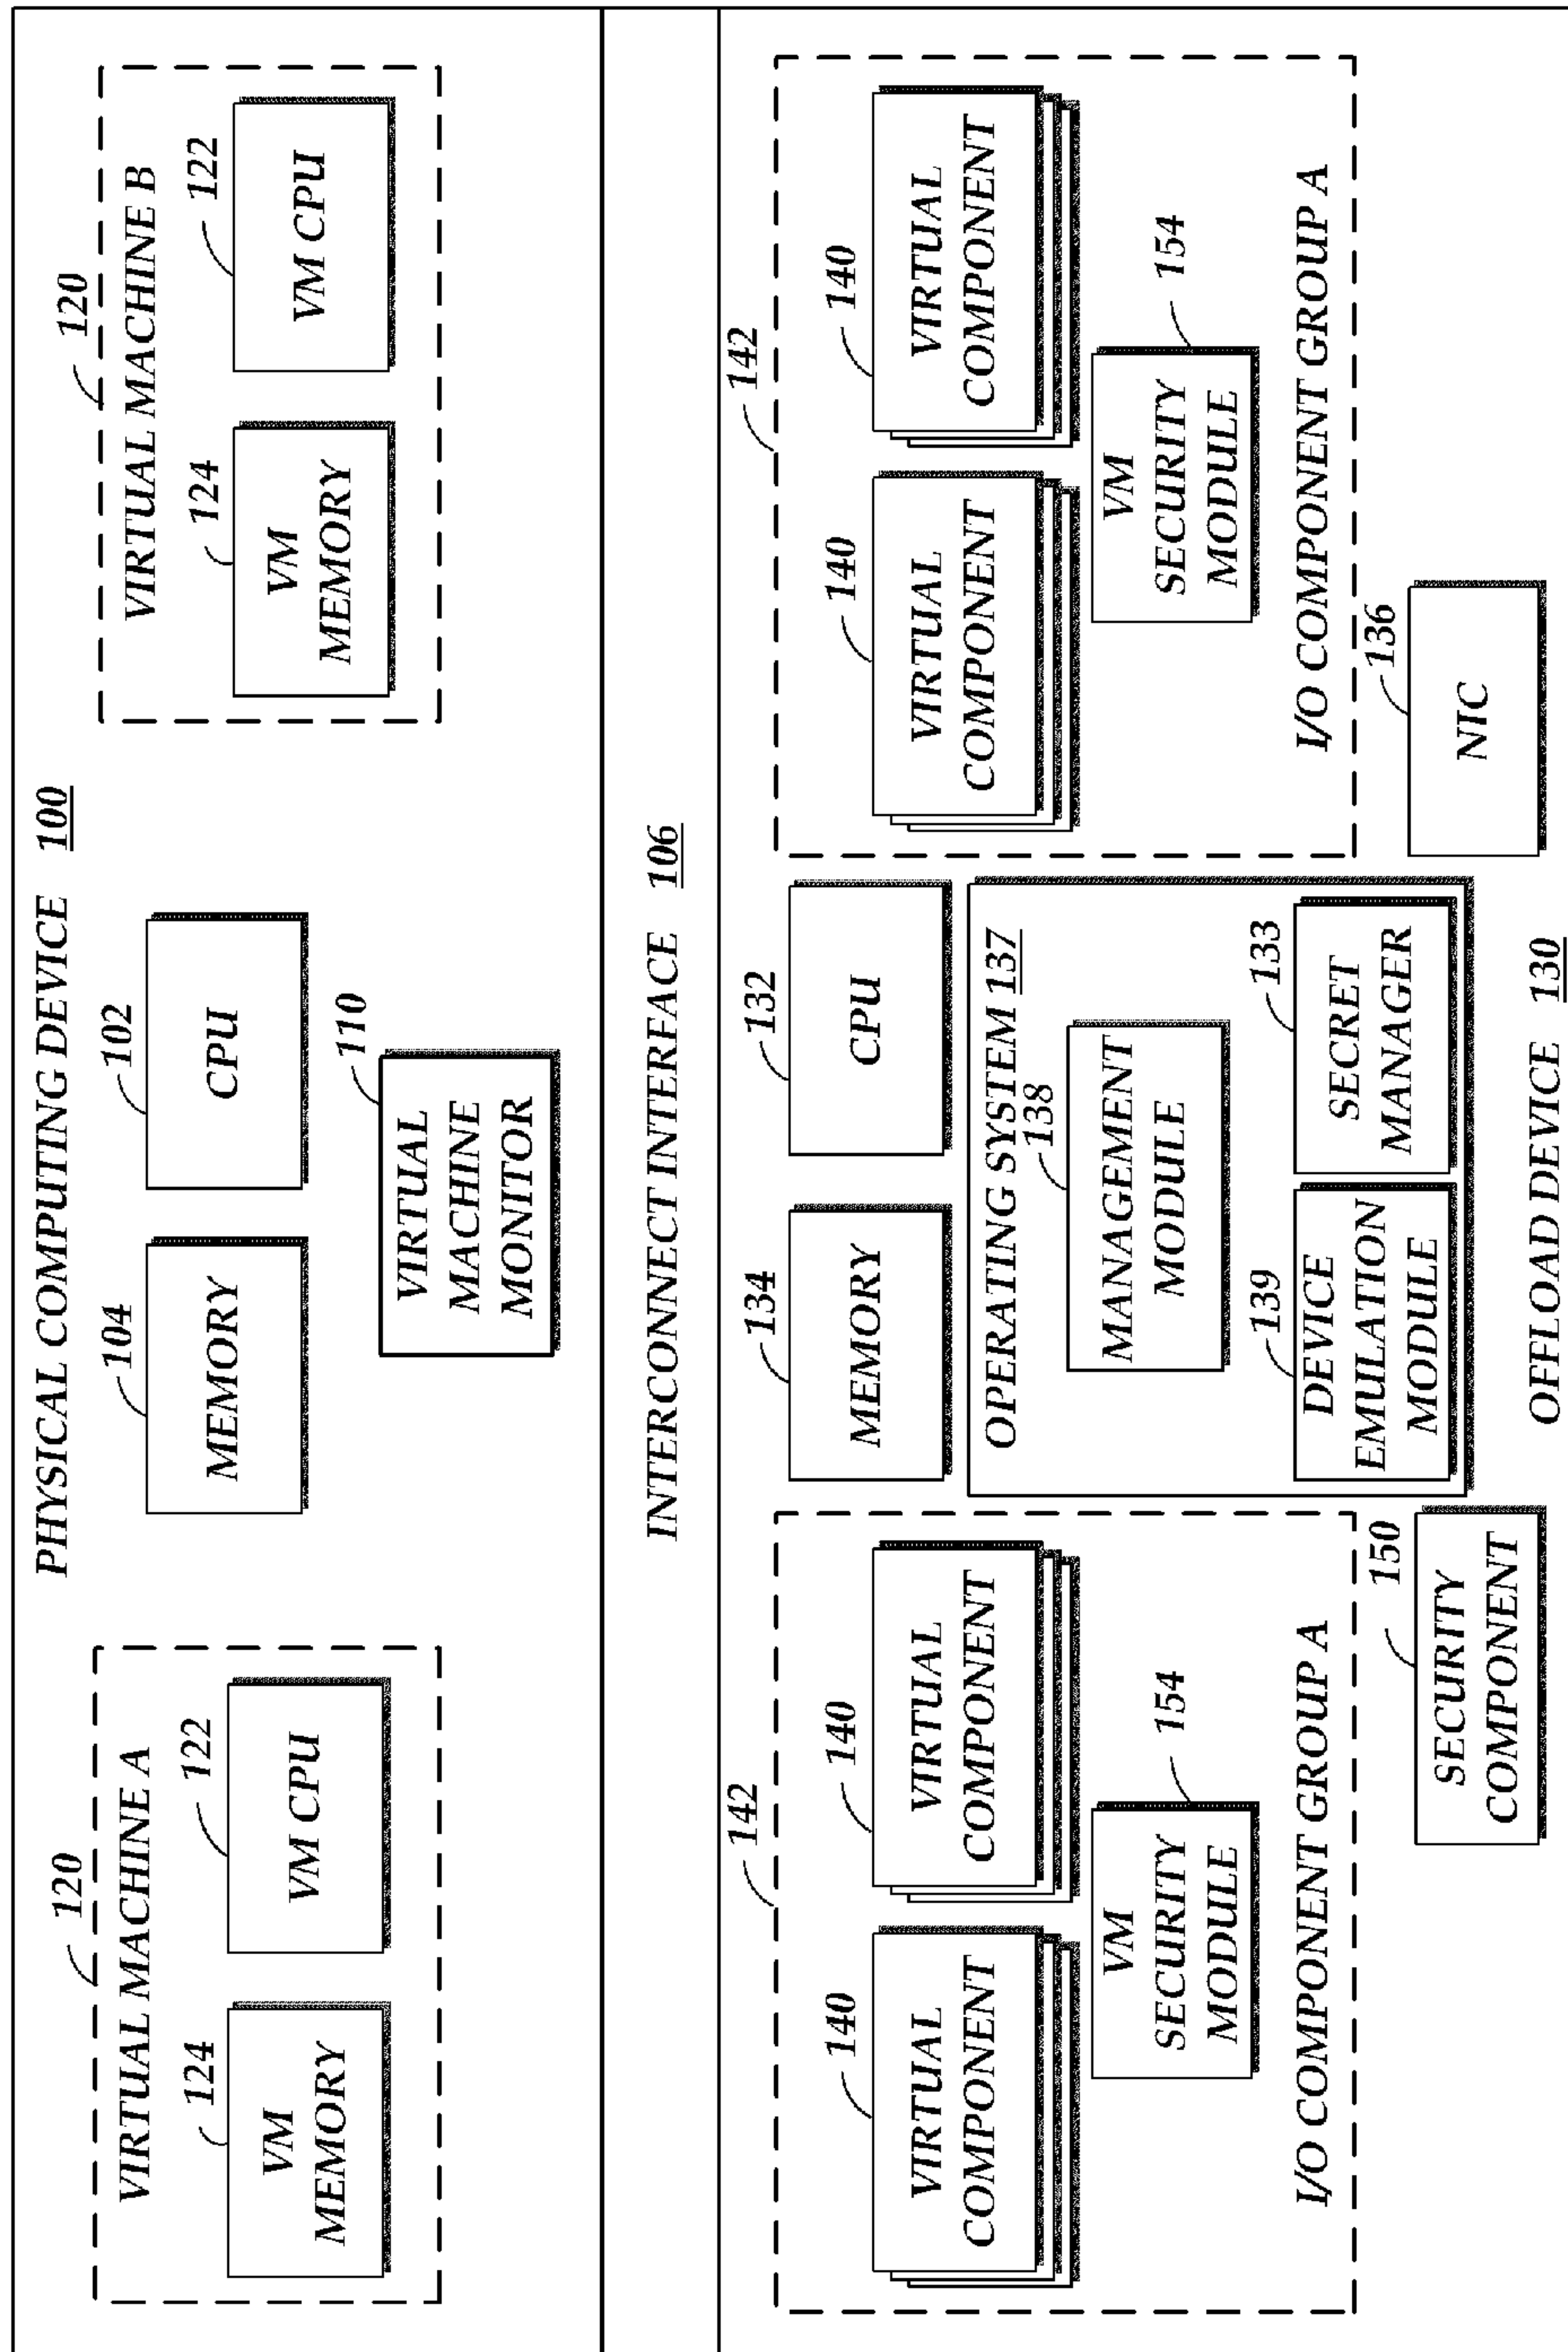 PHYSICAL COMPUTING DEVICE 100
120
VIRTUAL MACHINE A
124
VM
MEMORY
122
VM CPU
104
MEMORY
102
CPU
110
VIRTUAL
MACHINE
MONITOR
120
VIRTUAL MACHINE B
124
VM
MEMORY
122
VM CPU
INTERCONNECT INTERFACE 106
142
140
VIRTUAL
COMPONENT
140
VIRTUAL
COMPONENT
VM
SECURITY
MODULE
154
I/O COMPONENT GROUP A
134
MEMORY
132
CPU
OPERATING SYSTEM 137
138
MANAGEMENT
MODULE
139
DEVICE
EMULATION
MODULE
133
SECRET
MANAGER
142
140
VIRTUAL
COMPONENT
140
VIRTUAL
COMPONENT
VM
SECURITY
MODULE
154
I/O COMPONENT GROUP A
150
SECURITY
COMPONENT
136
NIC
OFFLOAD DEVICE 130